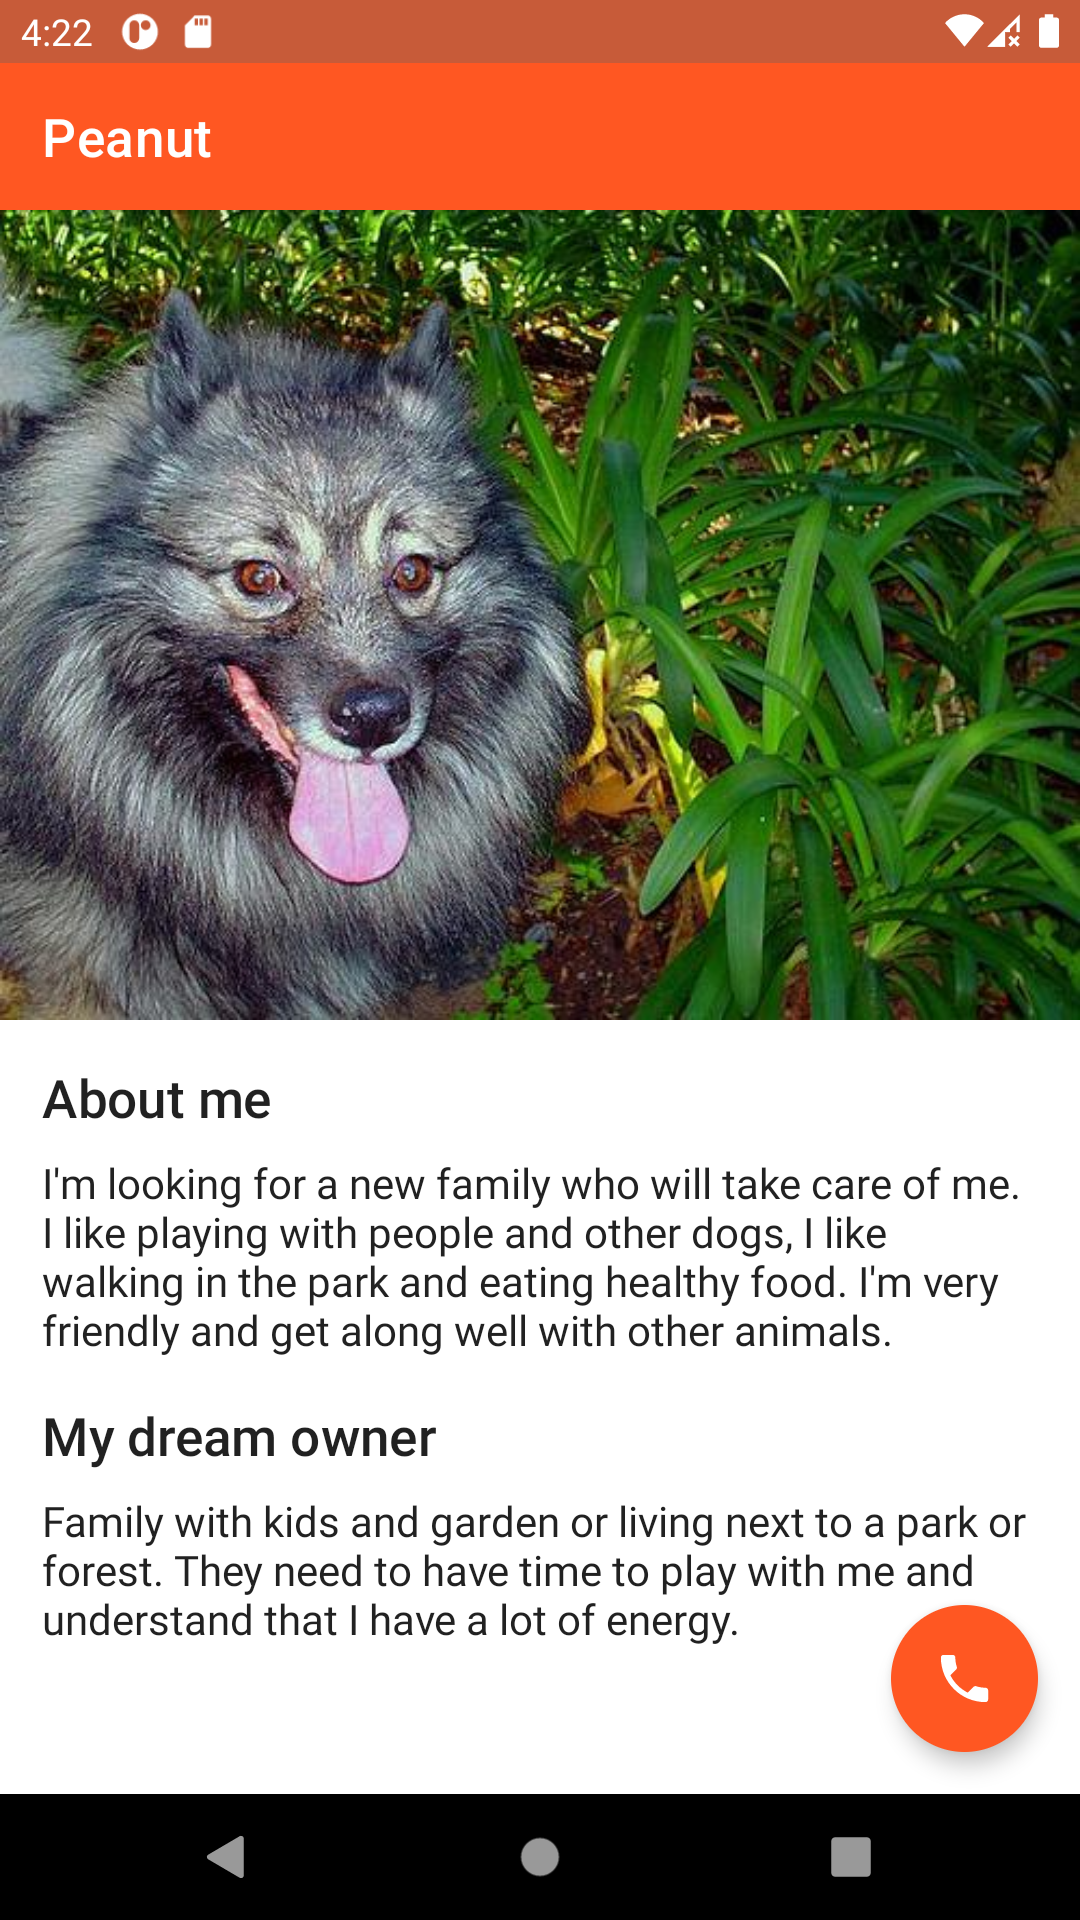 4:22
Peanut
About me
I'm looking for a new family who will take care of me.
I like playing with people and other dogs, I like
walking in the park and eating healthy food. I'm very
friendly and get along well with other animals.
My dream owner
Family with kids and garden or living next to a park or
forest. They need to have time to play with me and
understand that I have a lot of energy.